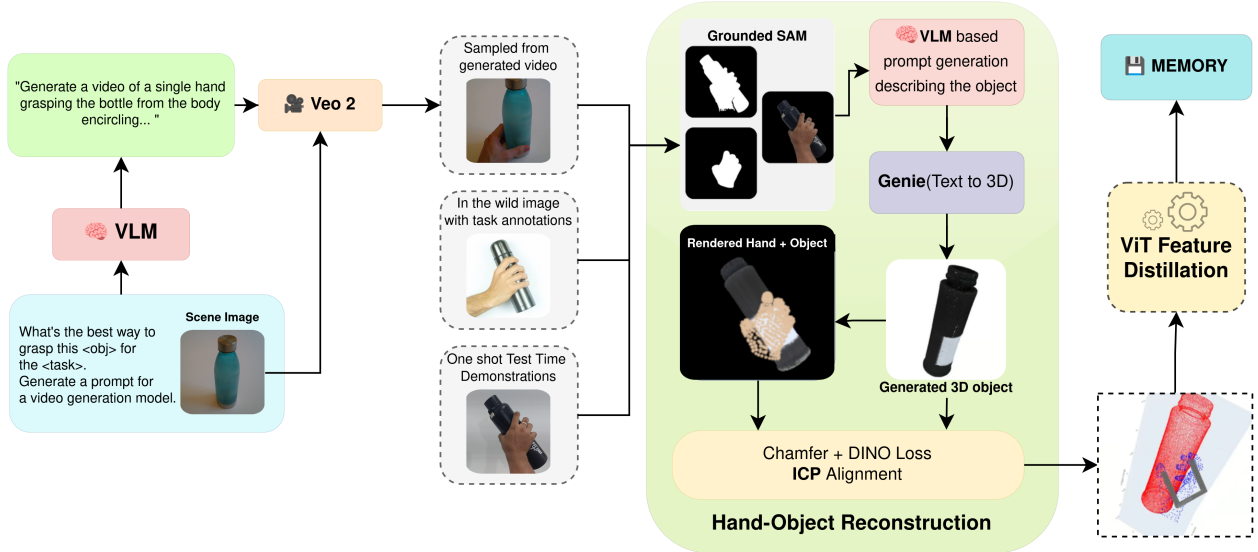 "Generate a video of a single hand
grasping the bottle from the body
encircling... "
Veo 2
VLM
What's the best way to
grasp this <obj> for
the <task>.
Generate a prompt for
a video generation model.
Scene Image
Sampled from
generated video
In the wild image
with task annotations
One shot Test Time
Demonstrations
Grounded SAM
VLM based
prompt generation
describing the object
Genie(Text to 3D)
Rendered Hand + Object
Generated 3D object
Chamfer + DINO Loss
ICP Alignment
Hand-Object Reconstruction
MEMORY
ViT Feature
Distillation